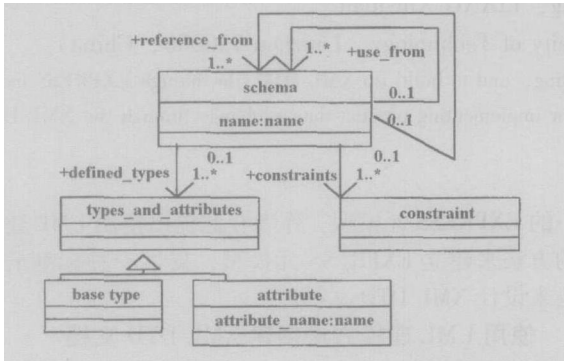 +reference_from
1..*
1..*
+use_from
schema
name:name
0..1
0..1
0..1
0..1
+defined_types
1..*
+constraints
1..*
types_and_attributes
constraint
base type
attribute
attribute_name:name